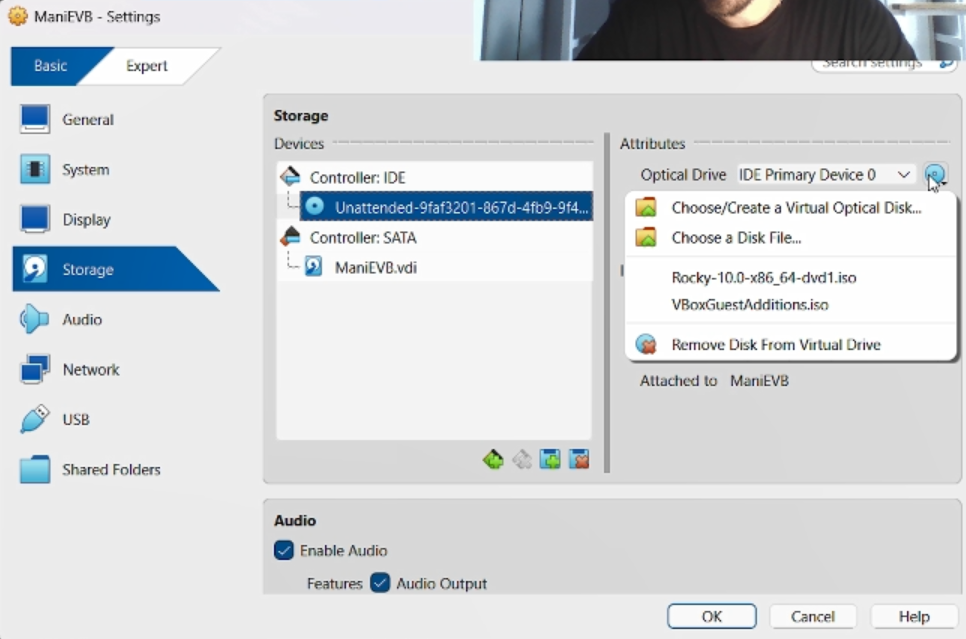 ManiEVB - Settings
Basic
Expert
Search settings
General
System
Display
Storage
Audio
Network
USB
Shared Folders
Storage
Devices
Controller: IDE
Unattended-9faf3201-867d-4fb9-9f4...
Controller: SATA
ManiEVB.vdi
Attributes
Optical Drive IDE Primary Device 0
Choose/Create a Virtual Optical Disk...
Choose a Disk File...
Rocky-10.0-x86_64-dvd1.iso
VBoxGuestAdditions.iso
Remove Disk From Virtual Drive
Attached to ManiEVB
Audio
Enable Audio
Features Audio Output
OK
Cancel
Help